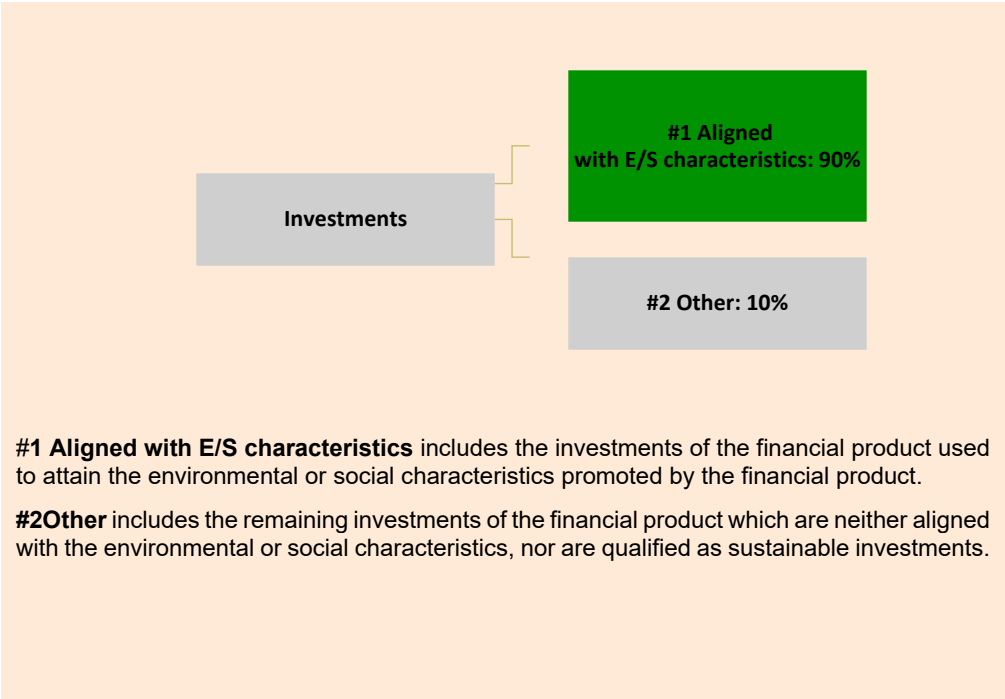 #1 Aligned
with E/S characteristics: 90%
Investments
#2 Other: 10%
#1 Aligned with E/S characteristics includes the investments of the financial product used
to attain the environmental or social characteristics promoted by the financial product.
#2Other includes the remaining investments of the financial product which are neither aligned
with the environmental or social characteristics, nor are qualified as sustainable investments.